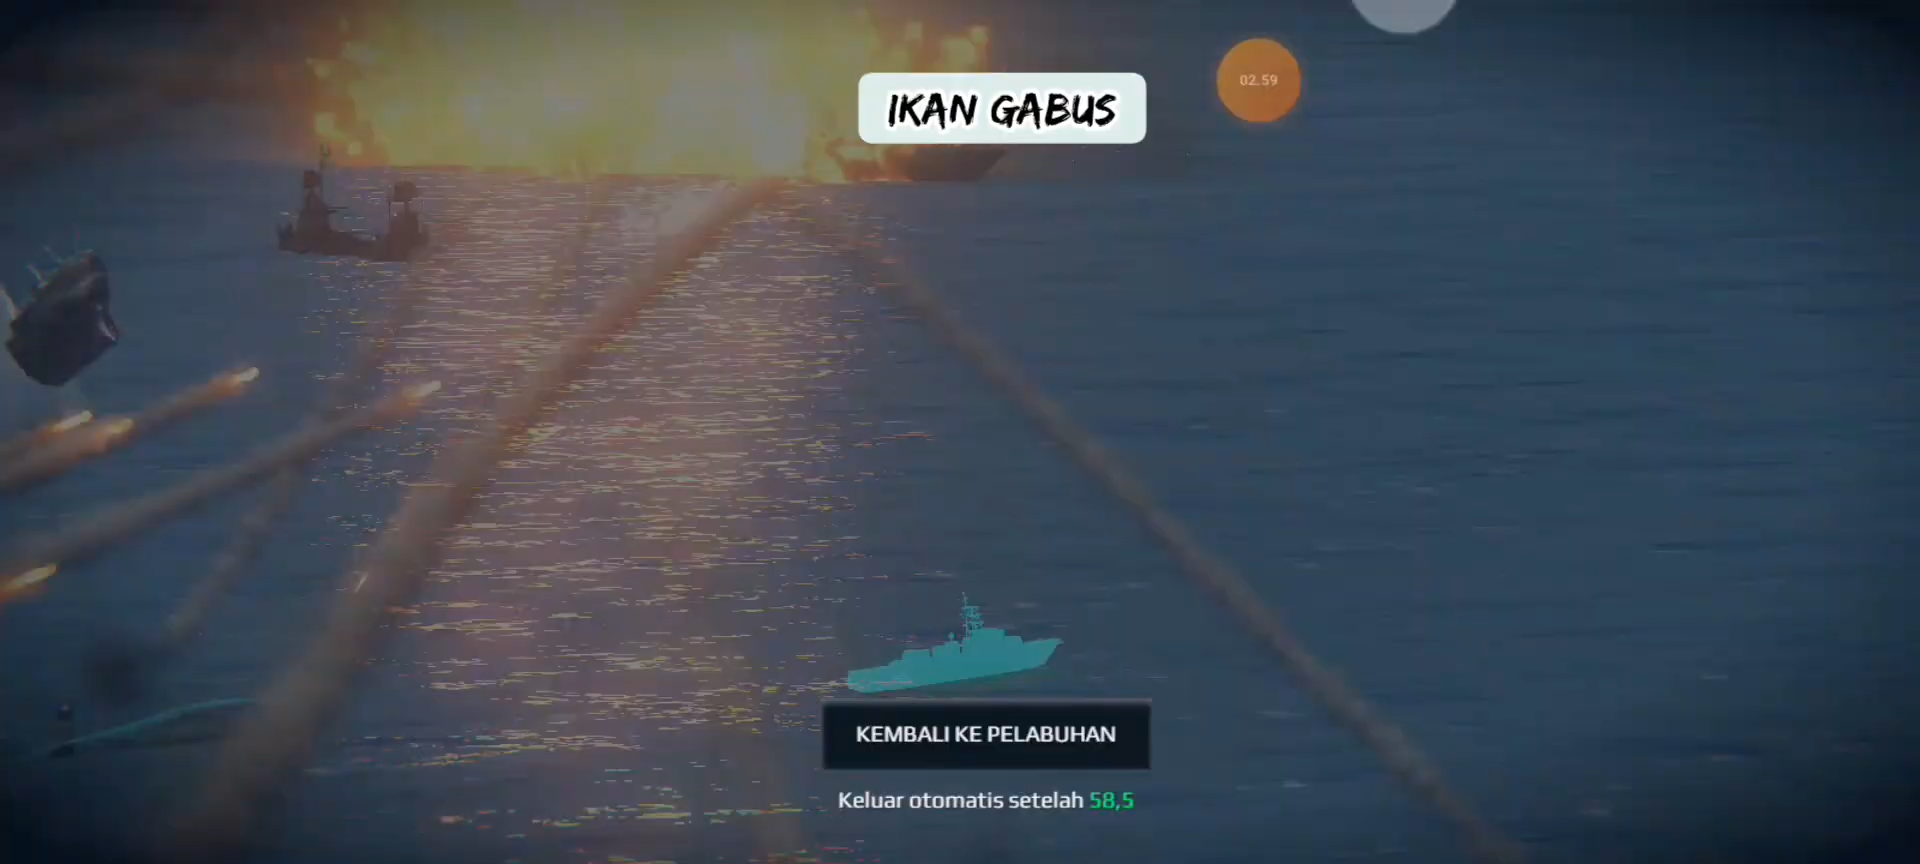 IKAN GABUS
02.59
KEMBALI KE PELABUHAN
Keluar otomatis setelah 58,5